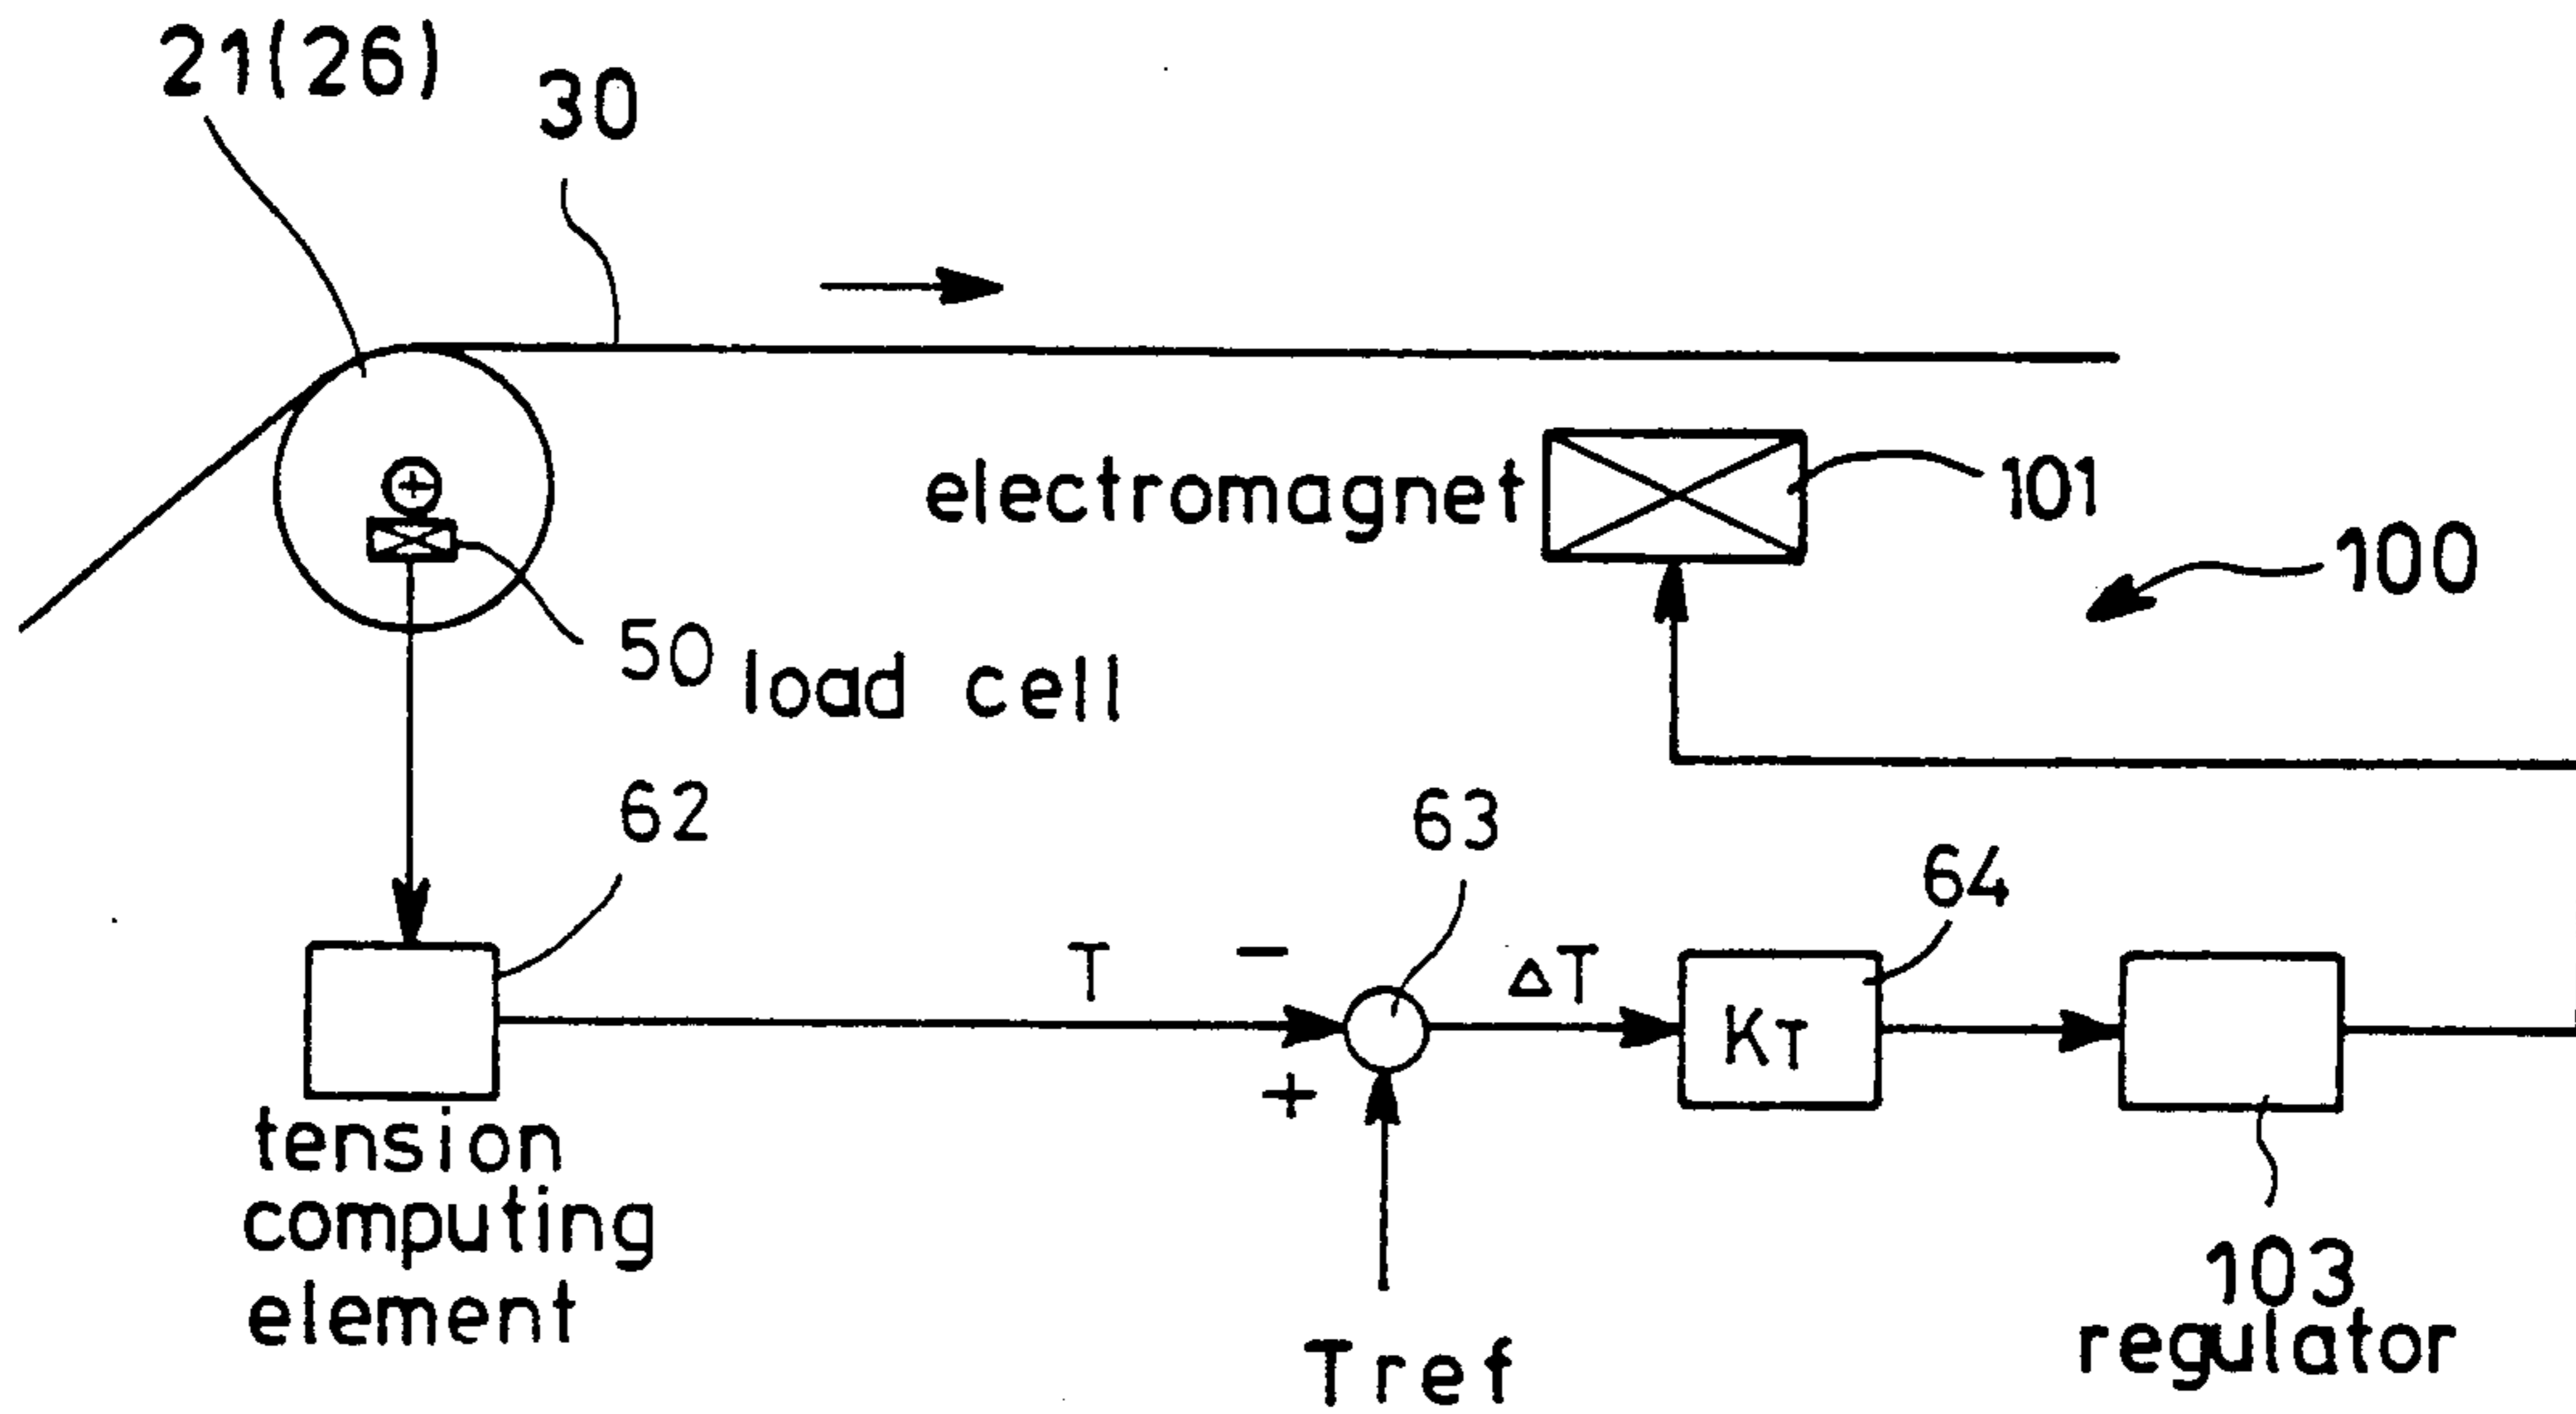 21(26)
30
electromagnet
101
100
50
load cell
62
63
64
T
−
ΔT
KT
+
tension
computing
element
Tref
103
regulator